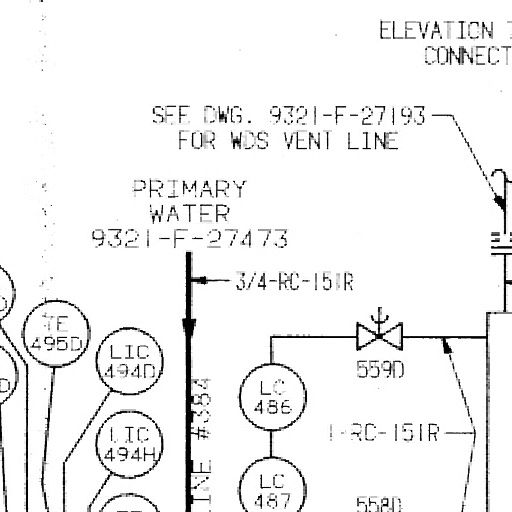 ELEVATION
CONNECT
SEE DWG. 9321-F-27193
FOR WDS VENT LINE
PRIMARY
WATER
9321-F-27473
3/4-RC-151R
TE
495D
LIC
494D
559D
LC
486
LINE #384
1-RC-151R
LIC
494H
LC
487
558D